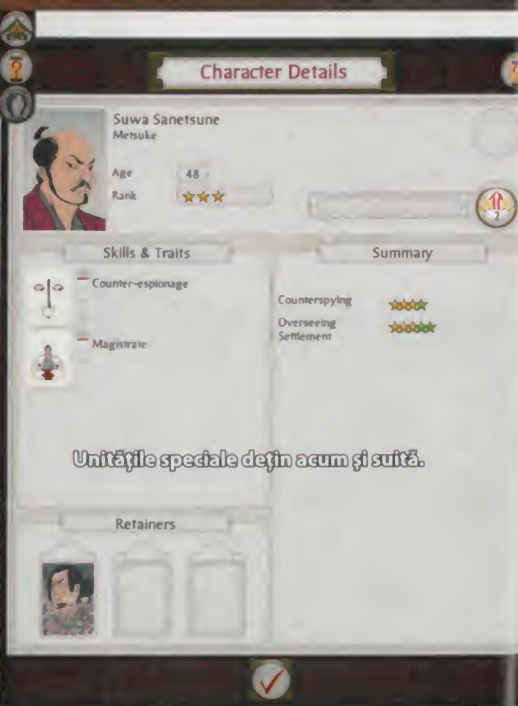 Character Details
Suwa Sanetsune
Metsuke
Age 48
Rank
2
Skills & Traits
Summary
Counter-espionage
Magistrate
Counterspying
Overseeing
Settlement
Unitățile speciale dețin acum și suită.
Retainers